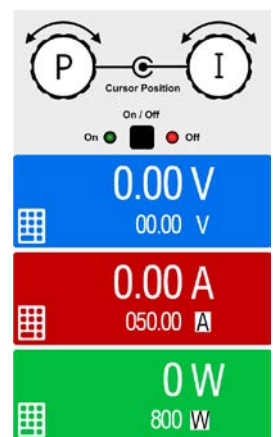 P I
Cursor Position
On / Off
On Off
0.00 V
00.00 V
0.00 A
050.00 A
0 W
800 W